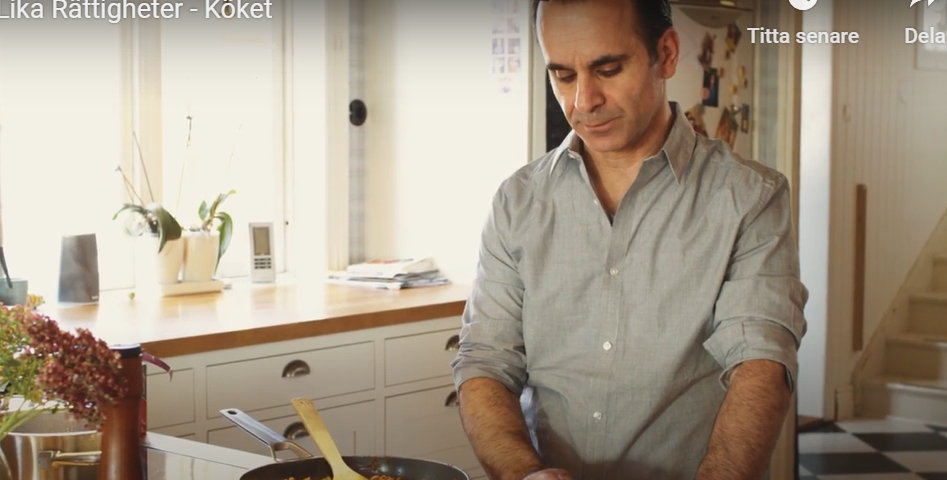 Lika Rättigheter - Köket
Titta senare
Dela